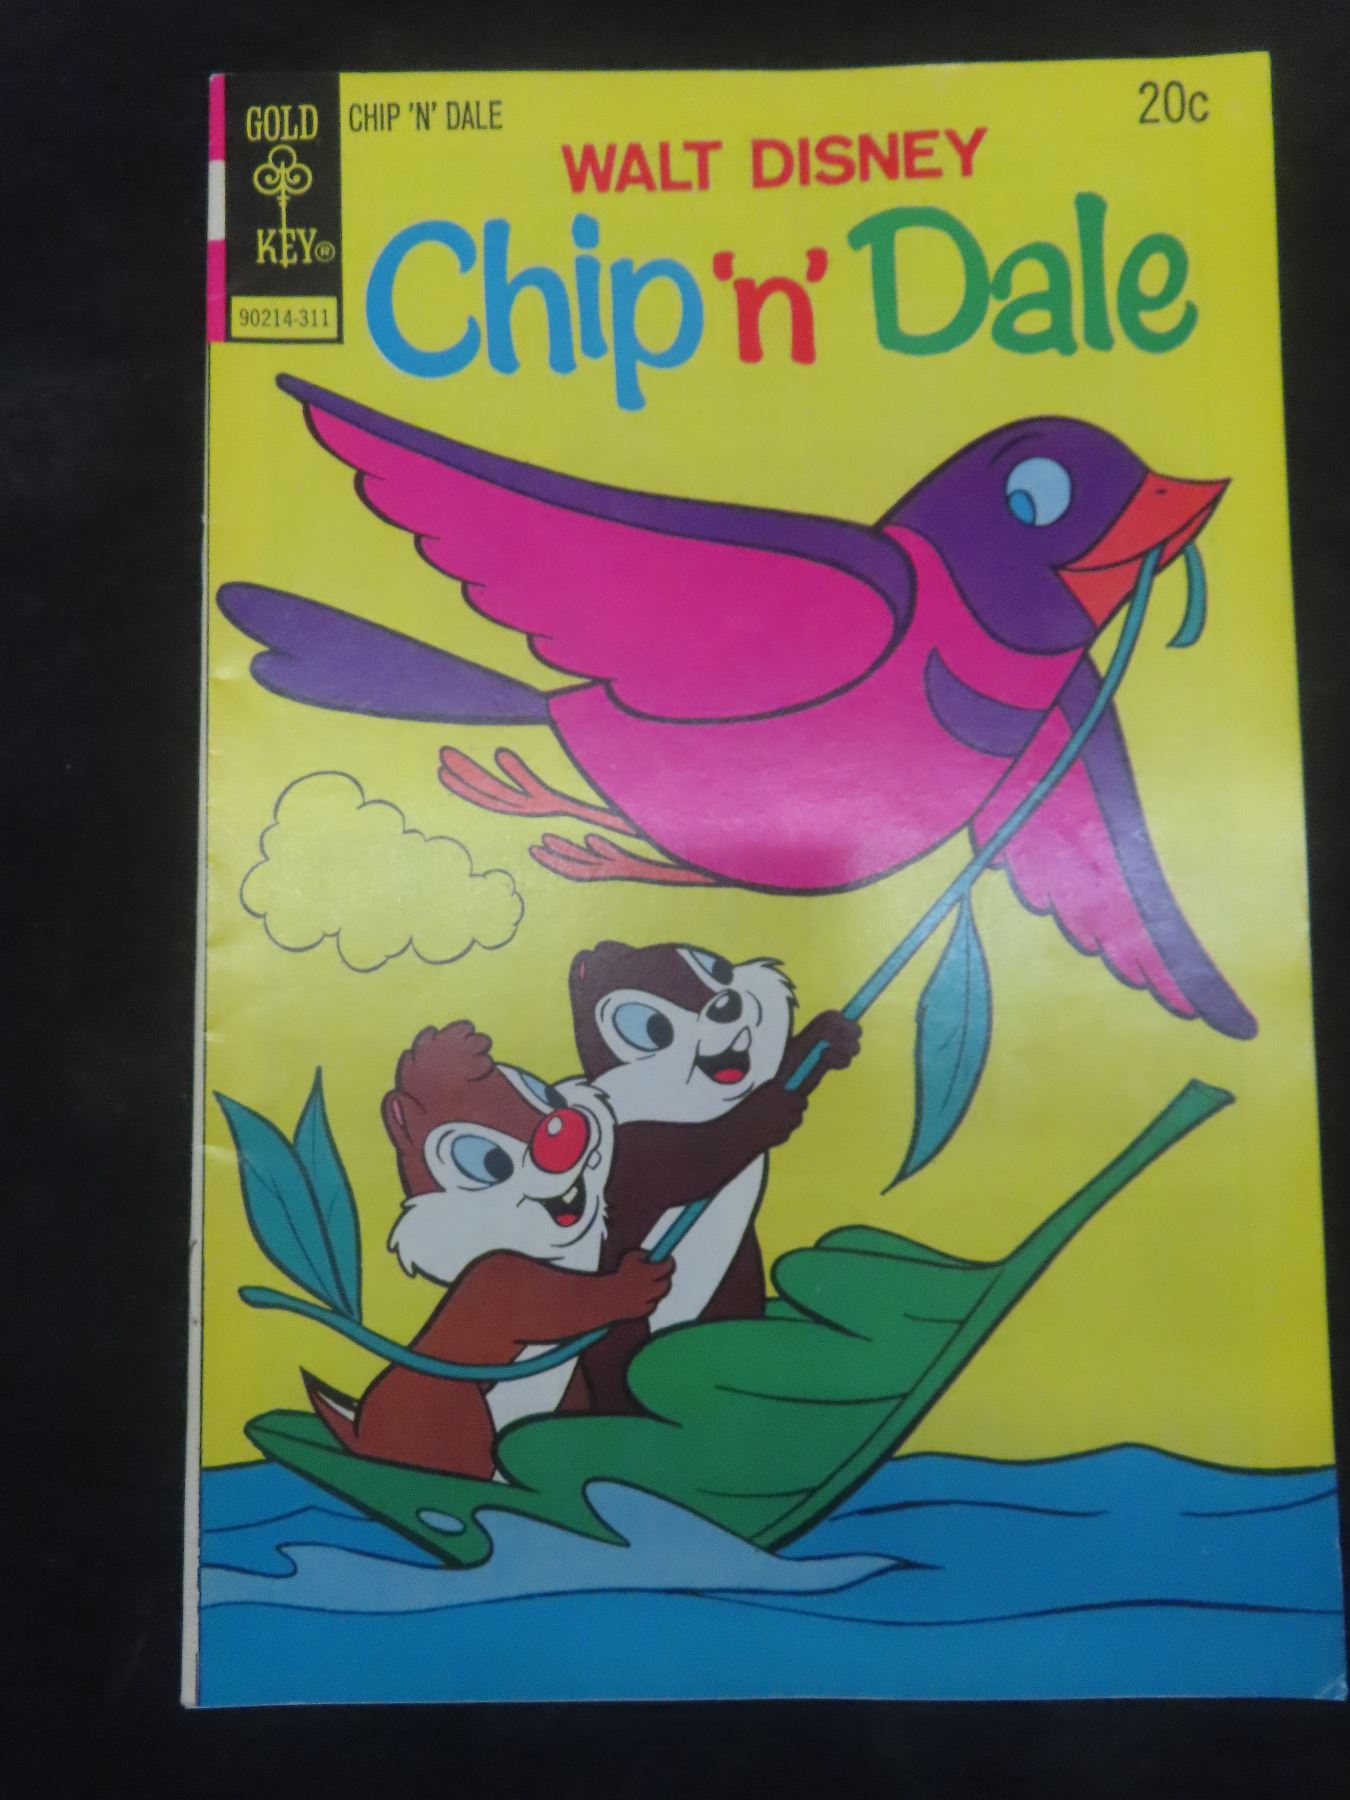 GOLD
KEY®
90214-311
CHIP 'N' DALE
20c
WALT DISNEY
Chip 'n' Dale